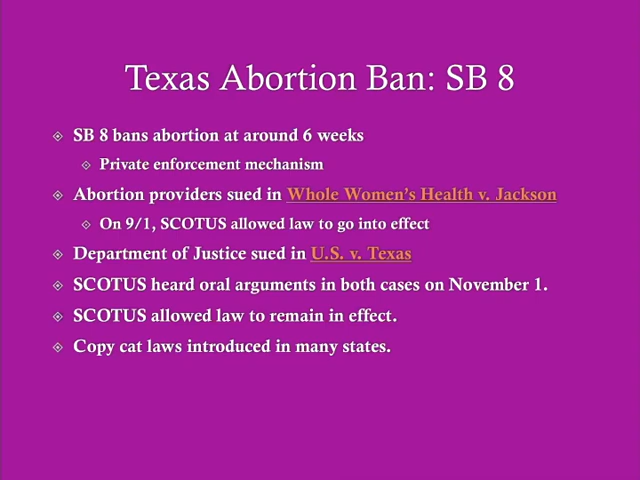 Texas Abortion Ban: SB 8
SB 8 bans abortion at around 6 weeks
Private enforcement mechanism
Abortion providers sued in Whole Women's Health v. Jackson
On 9/1, SCOTUS allowed law to go into effect
Department of Justice sued in U.S. v. Texas
SCOTUS heard oral arguments in both cases on November 1.
SCOTUS allowed law to remain in effect.
Copy cat laws introduced in many states.